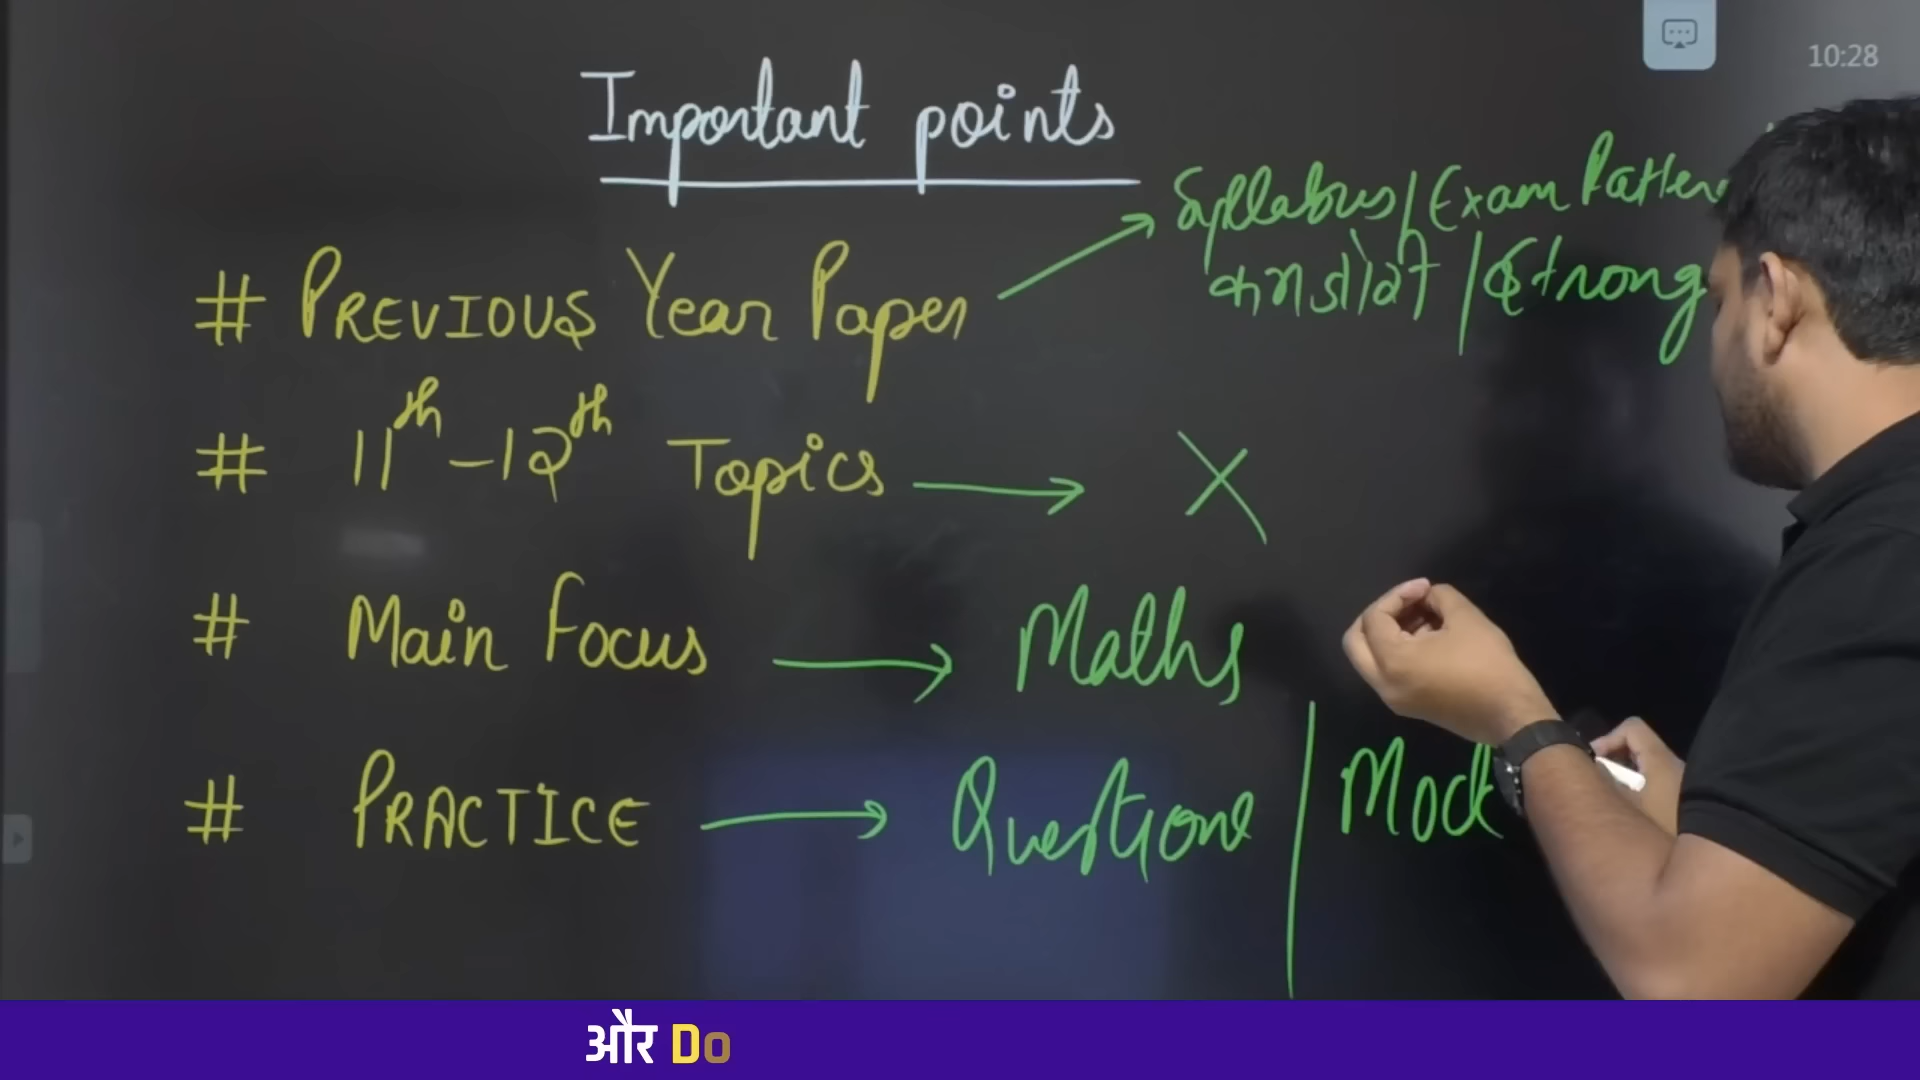 10:28
Important points
# PREVIOUS Year Paper → Syllabus/Exam Pattern
कमजोर / Strong
# 11th - 12th Topics → X
# Main Focus → Maths
# PRACTICE → Questions | Mock
और Do